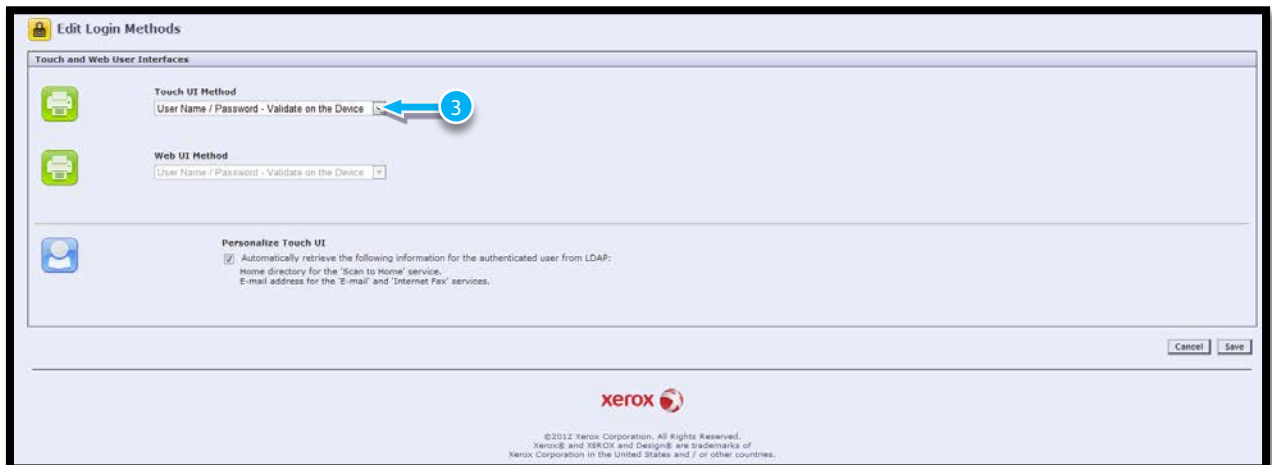 Edit Login Methods
Touch and Web User Interfaces
Touch UI Method
User Name / Password - Validate on the Device
3
Web UI Method
User Name / Password - Validate on the Device
Personalize Touch UI
Automatically retrieve the following information for the authenticated user from LDAP:
Home directory for the 'Scan to Home' service.
E-mail address for the 'E-mail' and 'Internet Fax' services.
Cancel Save
xerox
©2012 Xerox Corporation. All Rights Reserved.
Xerox® and XEROX and Design® are trademarks of
Xerox Corporation in the United States and / or other countries.